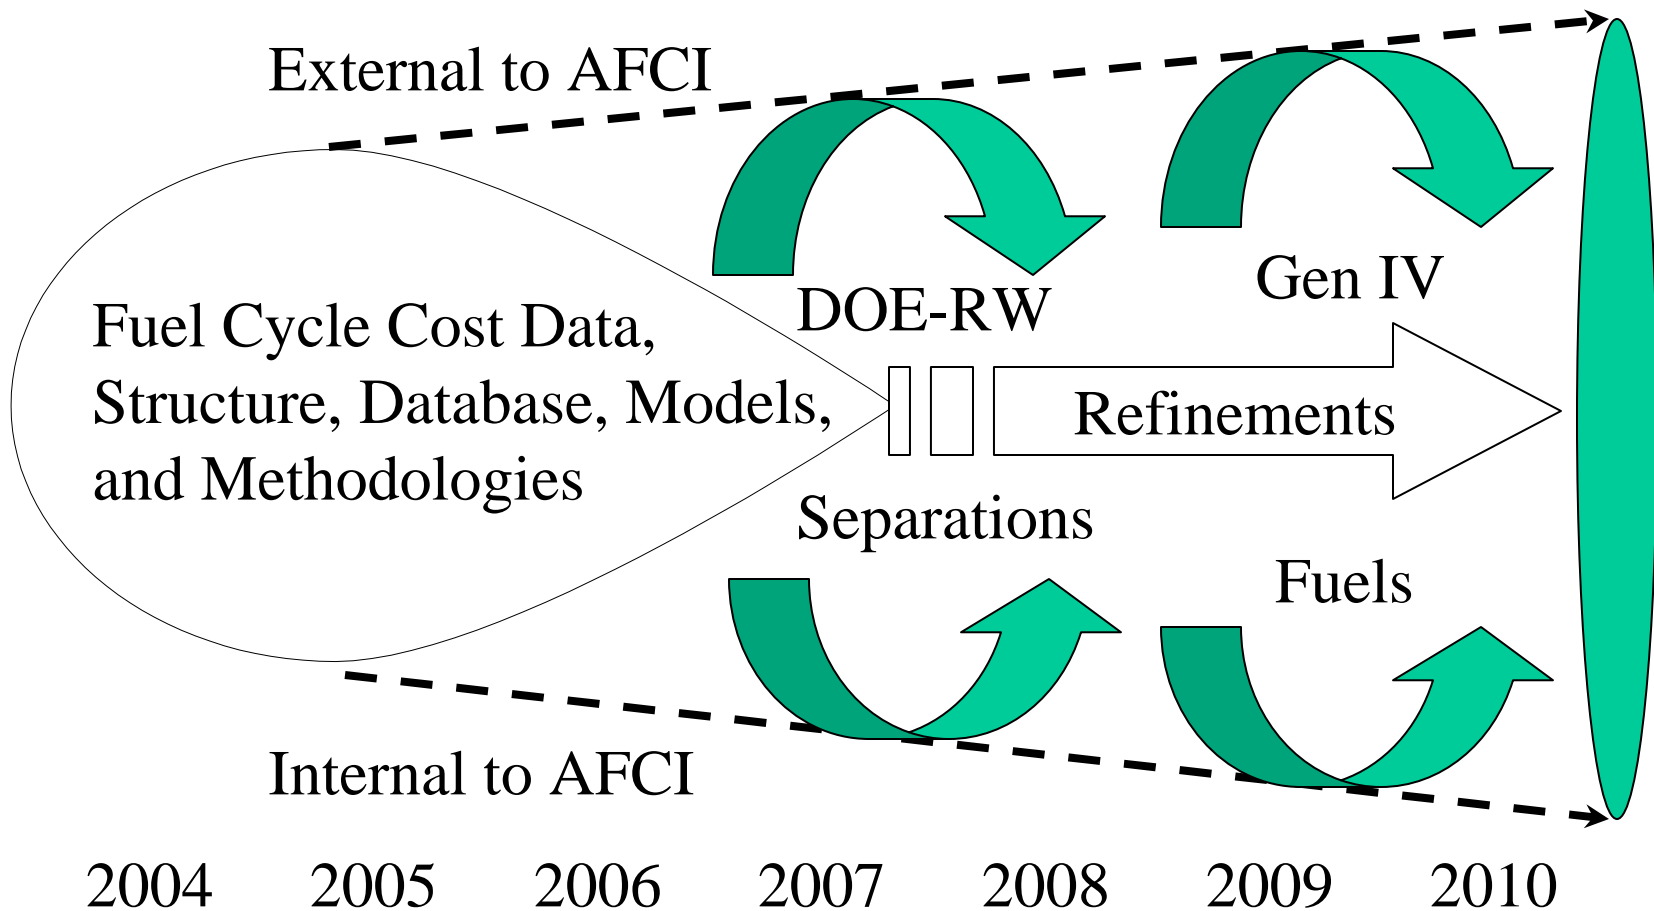 External to AFCI
Gen IV
DOE-RW
Fuel Cycle Cost Data,
Structure, Database, Models,
and Methodologies
Refinements
Separations
Fuels
Internal to AFCI
2004 2005 2006 2007 2008 2009 2010